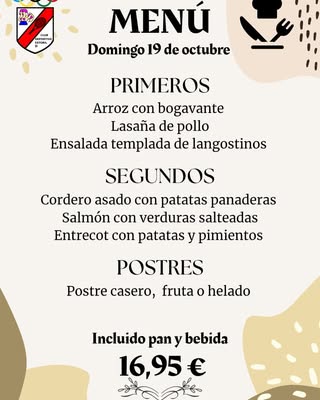 MENÚ
Domingo 19 de octubre
PRIMEROS
Arroz con bogavante
Lasaña de pollo
Ensalada templada de langostinos
SEGUNDOS
Cordero asado con patatas panaderas
Salmón con verduras salteadas
Entrecot con patatas y pimientos
POSTRES
Postre casero, fruta o helado
Incluido pan y bebida
16,95 €